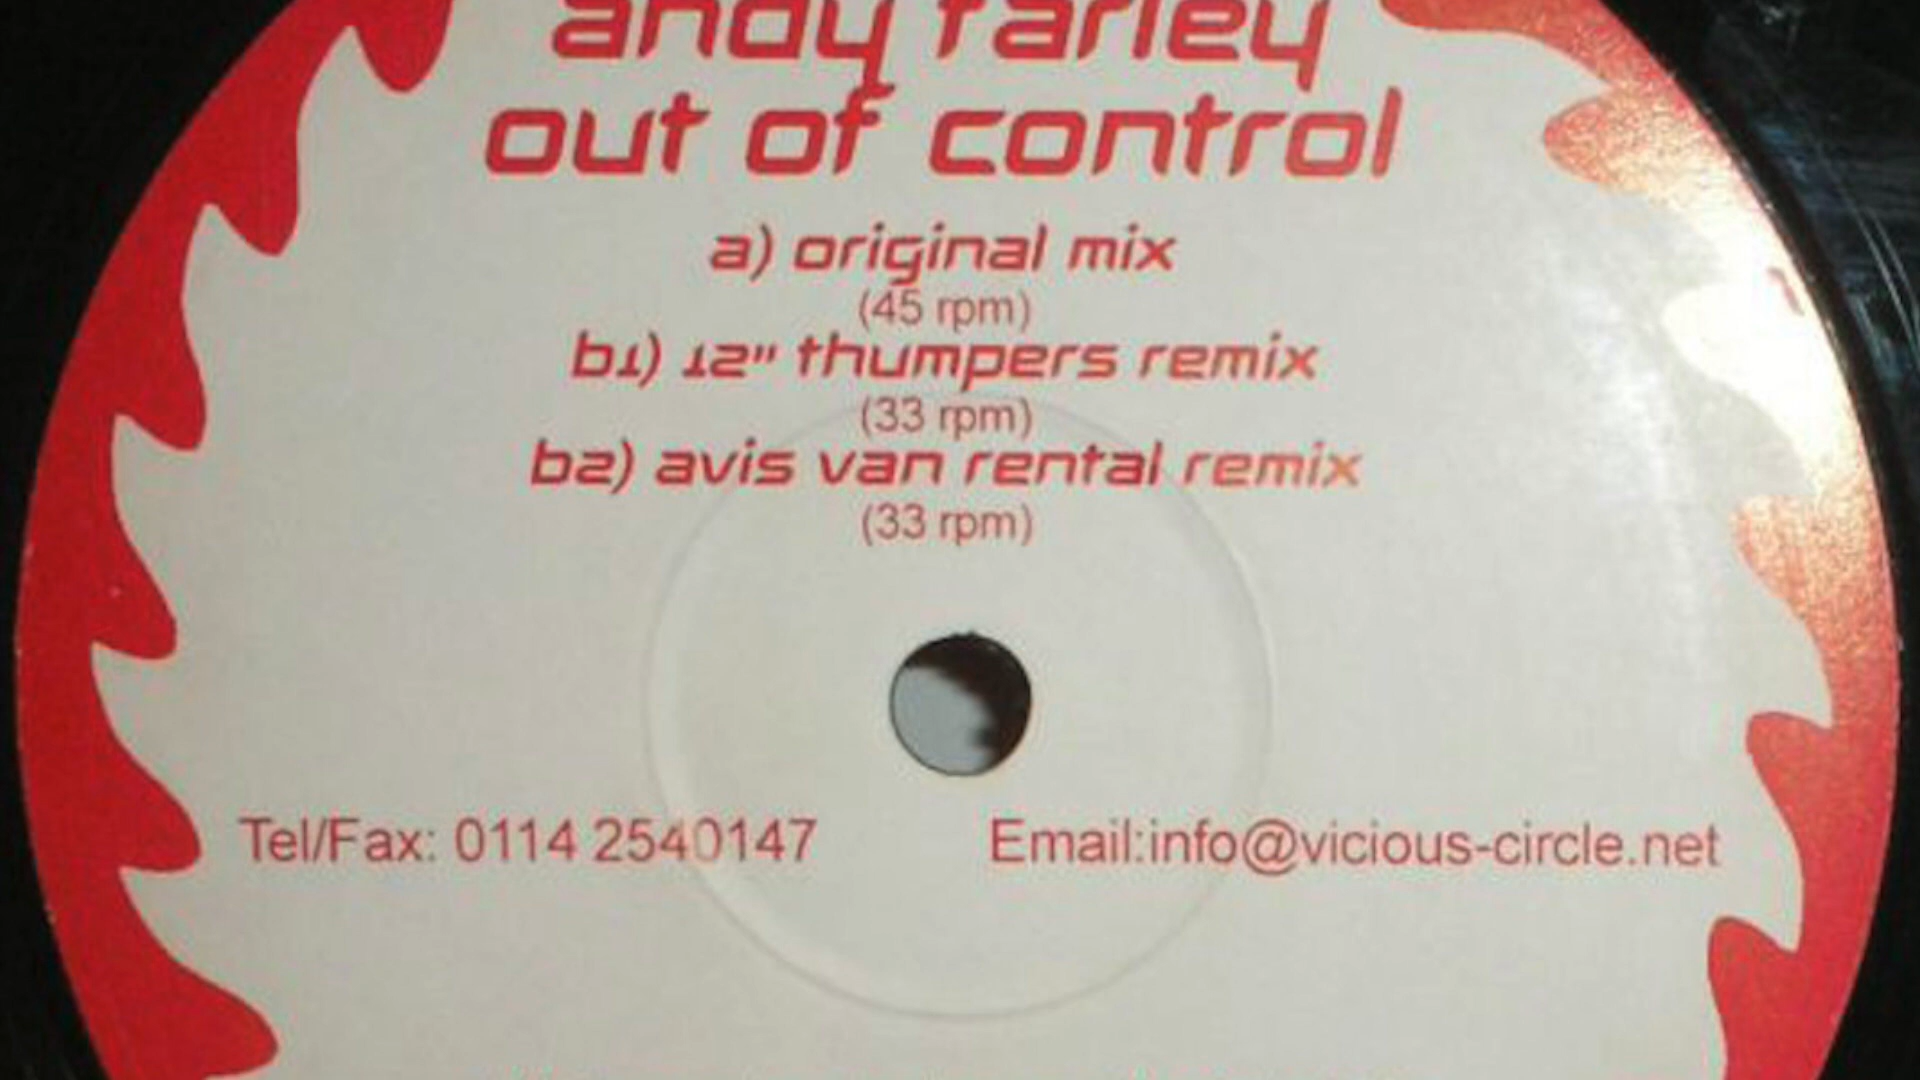 andy farley
out of control
a) original mix
(45 rpm)
b1) 12" thumpers remix
(33 rpm)
b2) avis van rental remix
(33 rpm)
Tel/Fax: 0114 2540147 Email:info@vicious-circle.net